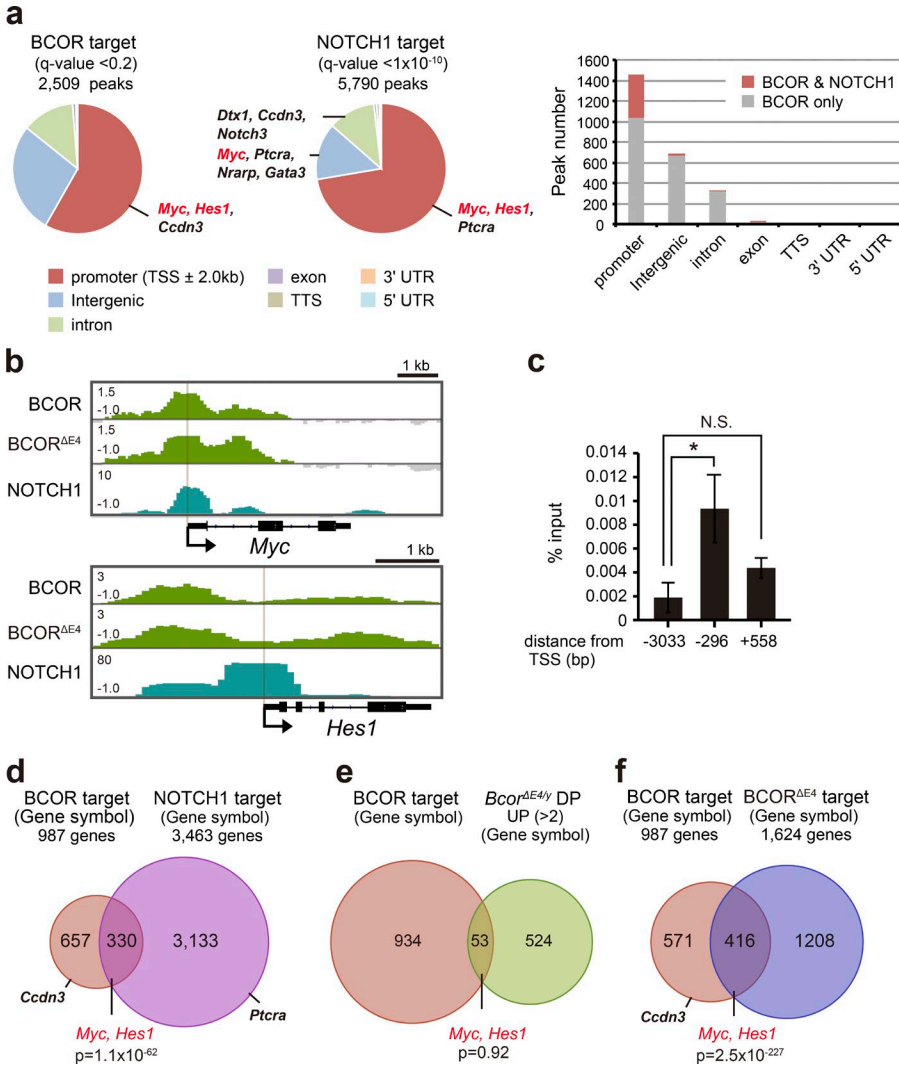 a
BCOR target
(q-value <0.2)
2,509 peaks
Myc, Hes1,
Ccdn3
NOTCH1 target
(q-value <1x10-10)
5,790 peaks
Dtx1, Ccdn3,
Notch3
Myc, Ptcra,
Nrarp, Gata3
Myc, Hes1,
Ptcra
promoter (TSS ± 2.0kb)
Intergenic
intron
exon
TTS
3' UTR
5' UTR
Peak number
1600
1400
1200
1000
800
600
400
200
0
BCOR & NOTCH1
BCOR only
promoter
Intergenic
intron
exon
TTS
3' UTR
5' UTR
b
1 kb
BCOR
1.5
-1.0
BCORΔE4
1.5
-1.0
NOTCH1
10
-1.0
Myc
1 kb
BCOR
3
-1.0
BCORΔE4
3
-1.0
NOTCH1
80
-1.0
Hes1
c
N.S.
*
% input
0.014
0.012
0.01
0.008
0.006
0.004
0.002
0
distance from
TSS (bp)
-3033 -296 +558
d
BCOR target
(Gene symbol)
987 genes
NOTCH1 target
(Gene symbol)
3,463 genes
657 330 3,133
Ccdn3
Ptcra
Myc, Hes1
p=1.1x10-62
e
BCOR target
(Gene symbol)
BcorΔE4/y DP
UP (>2)
(Gene symbol)
934 53 524
Myc, Hes1
p=0.92
f
BCOR target
(Gene symbol)
987 genes
BCORΔE4 target
(Gene symbol)
1,624 genes
571 416 1208
Ccdn3
Myc, Hes1
p=2.5x10-227